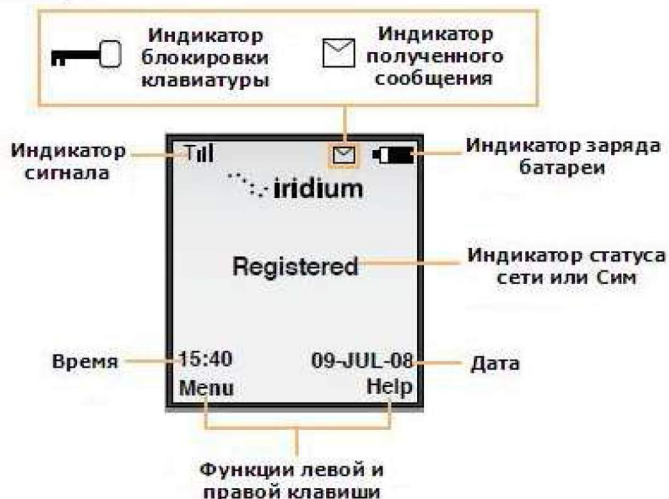 Индикатор
блокировки
клавиатуры
Индикатор
полученного
сообщения
Индикатор
сигнала
Индикатор заряда
батареи
iridium
Registered
Индикатор статуса
сети или Сим
Время
15:40
09-JUL-08
Дата
Menu
Help
Функции левой и
правой клавиши